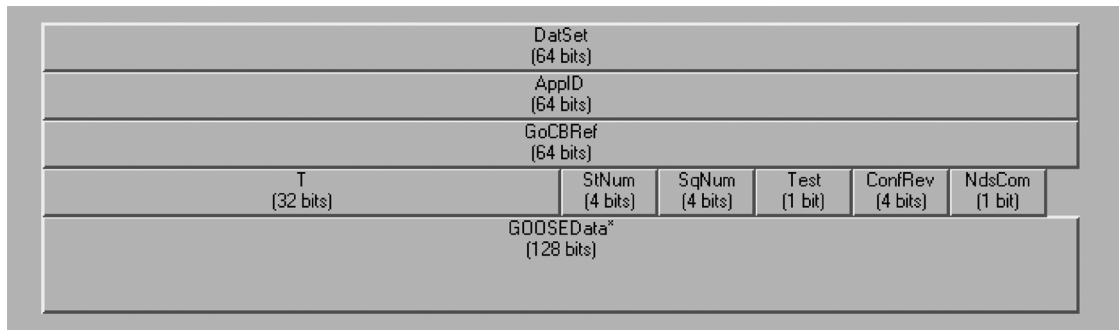 DatSet
(64 bits)
AppID
(64 bits)
GoCBRef
(64 bits)
T
(32 bits)
StNum
(4 bits)
SqNum
(4 bits)
Test
(1 bit)
ConfRev
(4 bits)
NdsCom
(1 bit)
GOOSEData*
(128 bits)